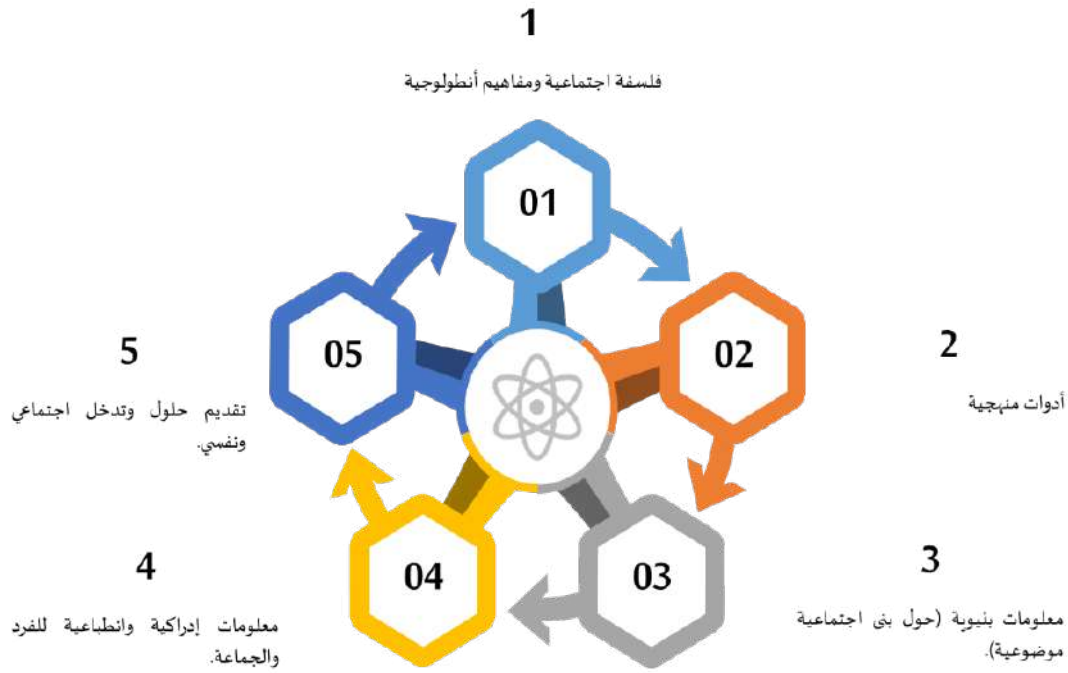 1
فلسفة اجتماعية ومفاهيم أنطولوجية
01
02
2
أدوات منهجية
03
3
معلومات بنيوية (حول بنى اجتماعية
موضوعية).
04
4
معلومات إدراكية وانطباعية للفرد
والجماعة.
05
5
تقديم حلول وتدخل اجتماعي
ونفسي.